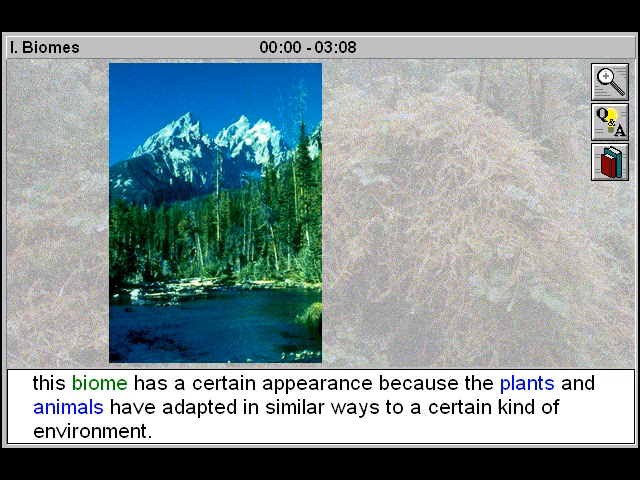 I. Biomes 00:00 - 03:08
Q & A
this biome has a certain appearance because the plants and
animals have adapted in similar ways to a certain kind of
environment.